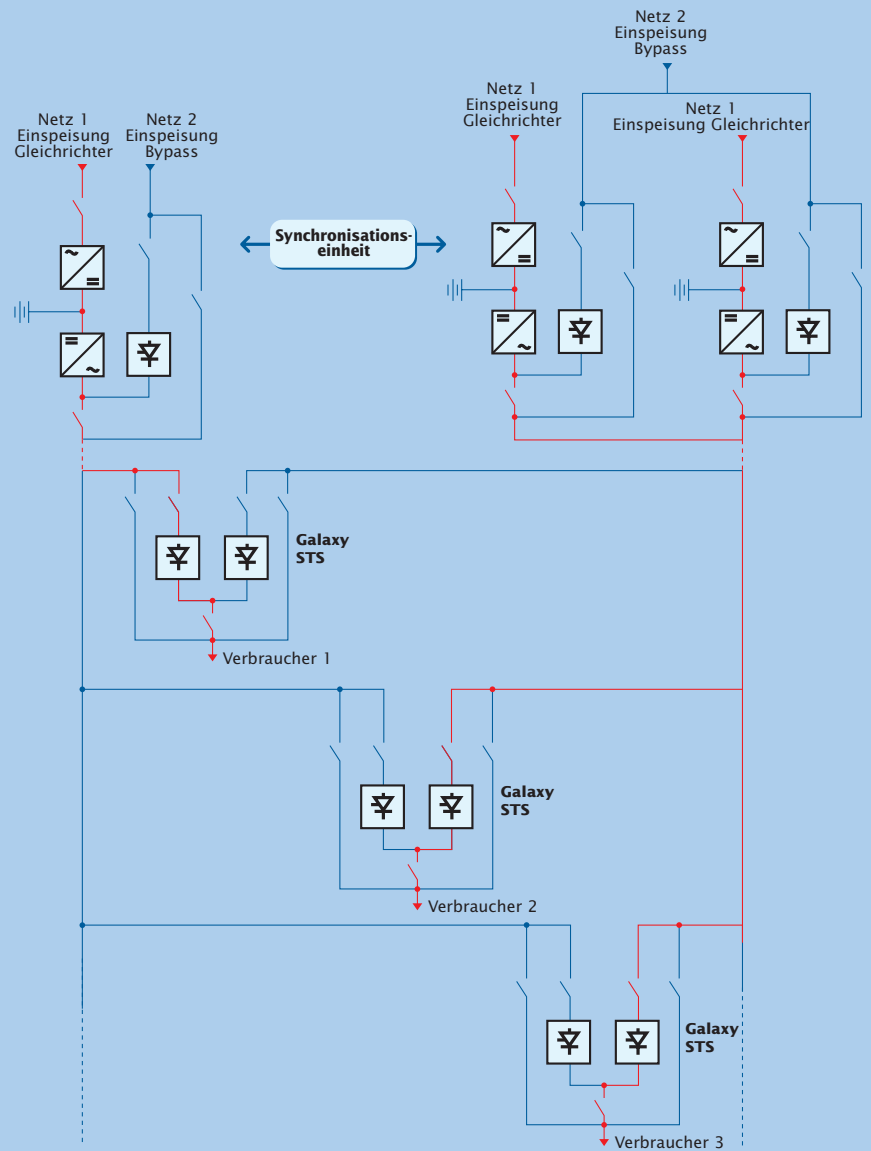 Netz 2
Einspeisung
Bypass
Netz 1
Einspeisung
Gleichrichter
Netz 1
Einspeisung Gleichrichter
Netz 1
Einspeisung
Gleichrichter
Netz 2
Einspeisung
Bypass
Synchronisations-
einheit
Galaxy
STS
Verbraucher 1
Galaxy
STS
Verbraucher 2
Galaxy
STS
Verbraucher 3